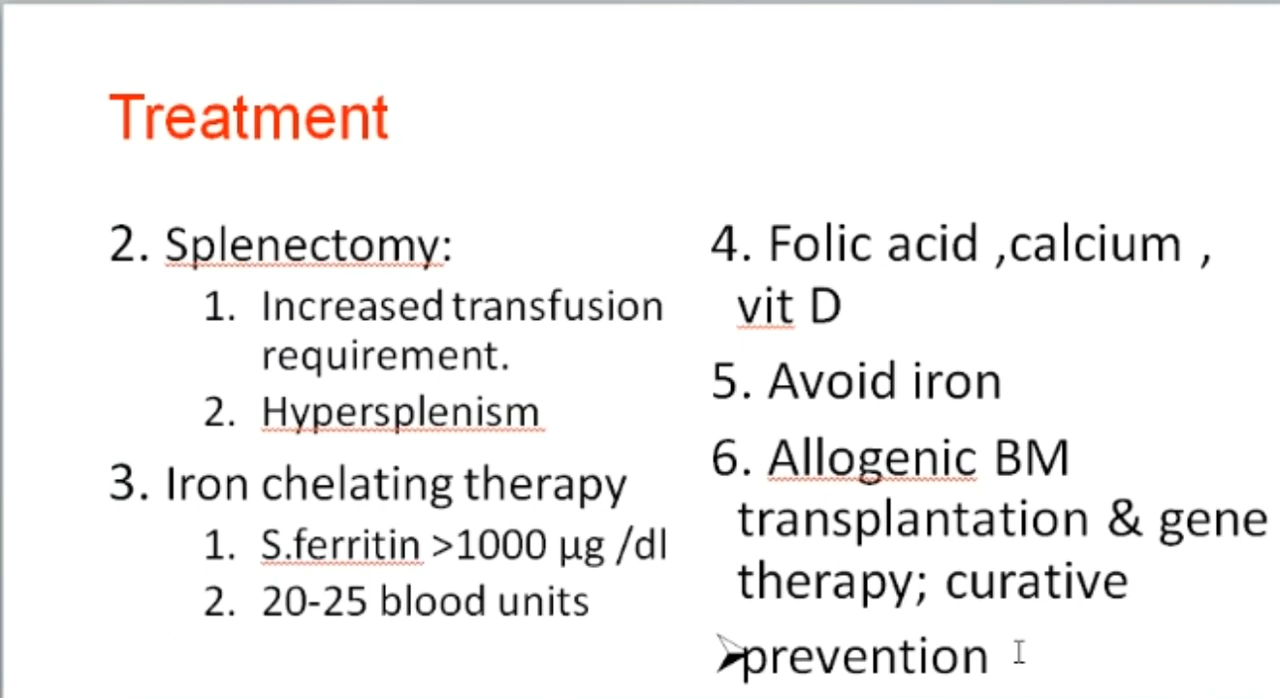 Treatment
2. Splenectomy:
1. Increased transfusion
requirement.
2. Hypersplenism
3. Iron chelating therapy
1. S.ferritin >1000 µg /dl
2. 20-25 blood units
4. Folic acid ,calcium ,
vit D
5. Avoid iron
6. Allogenic BM
transplantation & gene
therapy; curative
➢prevention